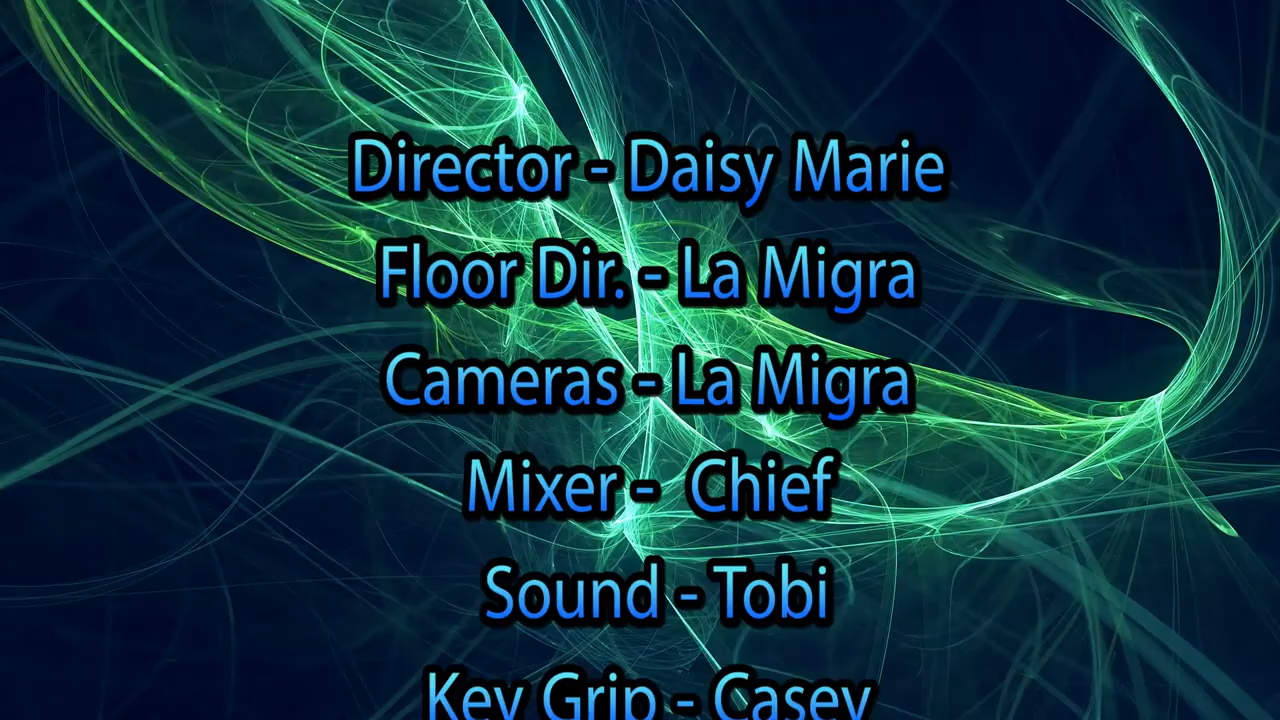 Director - Daisy Marie
Floor Dir. - La Migra
Cameras - La Migra
Mixer - Chief
Sound - Tobi
Key Grip - Casey